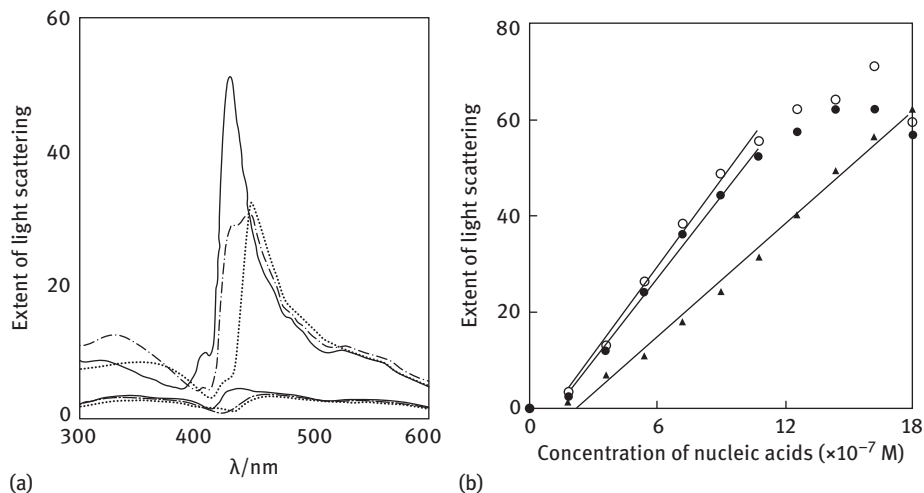 60
40
20
0
Extent of light scattering
300
400
500
600
λ/nm
(a)
80
60
40
20
0
Extent of light scattering
0
6
12
18
Concentration of nucleic acids (×10⁻⁷ M)
(b)